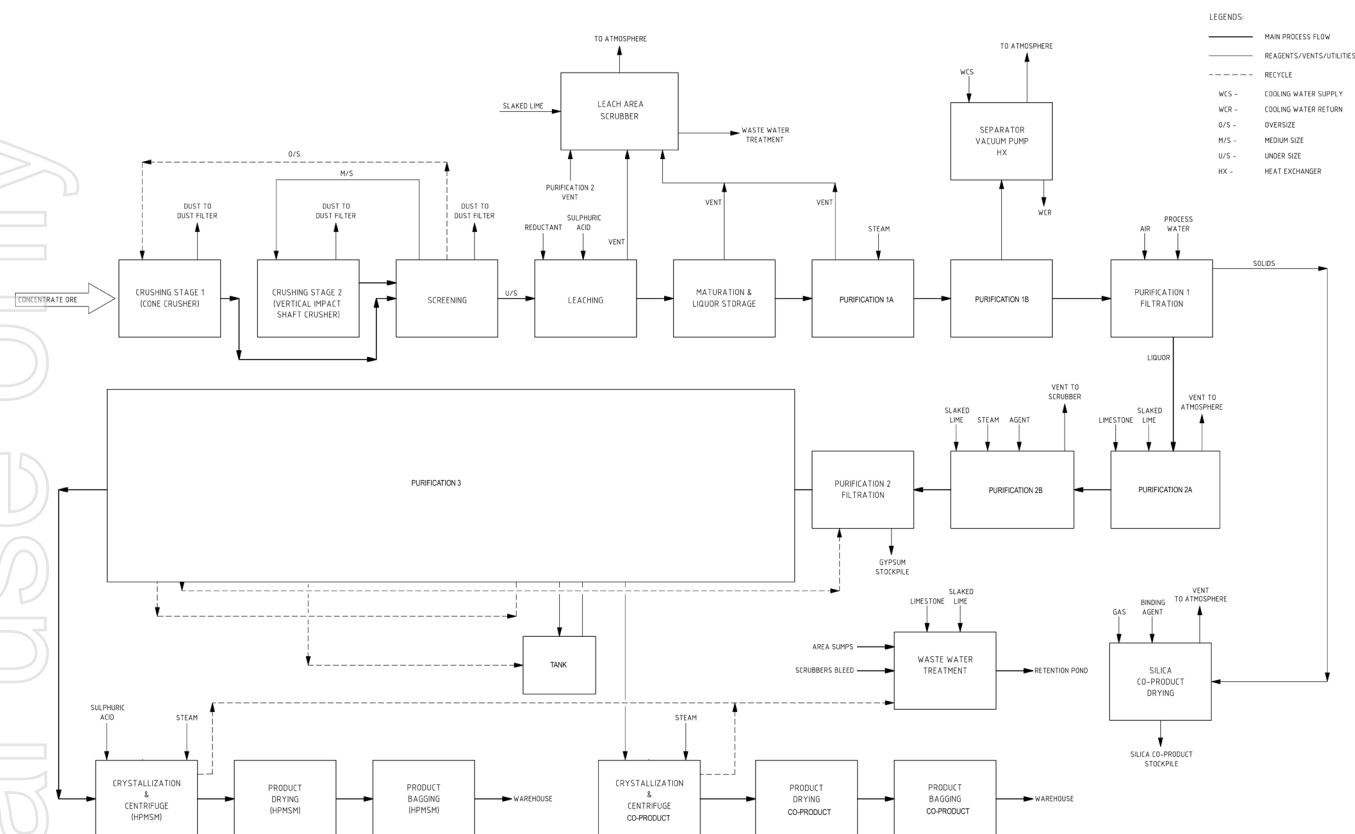 LEGENDS:
MAIN PROCESS FLOW
REAGENTS/VENTS/UTILITIES
RECYCLE
WCS - COOLING WATER SUPPLY
WCR - COOLING WATER RETURN
O/S - OVERSIZE
M/S - MEDIUM SIZE
U/S - UNDER SIZE
HX - HEAT EXCHANGER
TO ATMOSPHERE
SLAKED LIME
LEACH AREA
SCRUBBER
WASTE WATER
TREATMENT
PURIFICATION 2
VENT
VENT
VENT
VENT
TO ATMOSPHERE
WCS
SEPARATOR
VACUUM PUMP
HX
WCR
O/S
M/S
DUST TO
DUST FILTER
DUST TO
DUST FILTER
DUST TO
DUST FILTER
REDUCTANT
SULPHURIC
ACID
STEAM
AIR
PROCESS
WATER
SOLIDS
CONCENTRATE ORE
CRUSHING STAGE 1
(CONE CRUSHER)
CRUSHING STAGE 2
(VERTICAL IMPACT
SHAFT CRUSHER)
SCREENING
U/S
LEACHING
MATURATION &
LIQUOR STORAGE
PURIFICATION 1A
PURIFICATION 1B
PURIFICATION 1
FILTRATION
LIQUOR
VENT TO
SCRUBBER
VENT TO
ATMOSPHERE
SLAKED
LIME
STEAM
AGENT
LIMESTONE
SLAKED
LIME
PURIFICATION 3
PURIFICATION 2
FILTRATION
PURIFICATION 2B
PURIFICATION 2A
GYPSUM
STOCKPILE
TANK
LIMESTONE
SLAKED
LIME
AREA SUMPS
SCRUBBERS BLEED
WASTE WATER
TREATMENT
RETENTION POND
GAS
BINDING
AGENT
VENT
TO ATMOSPHERE
SILICA
CO-PRODUCT
DRYING
SILICA CO-PRODUCT
STOCKPILE
SULPHURIC
ACID
STEAM
CRYSTALLIZATION
&
CENTRIFUGE
(HPMSM)
PRODUCT
DRYING
(HPMSM)
PRODUCT
BAGGING
(HPMSM)
WAREHOUSE
STEAM
CRYSTALLIZATION
&
CENTRIFUGE
CO-PRODUCT
PRODUCT
DRYING
CO-PRODUCT
PRODUCT
BAGGING
CO-PRODUCT
WAREHOUSE
use only